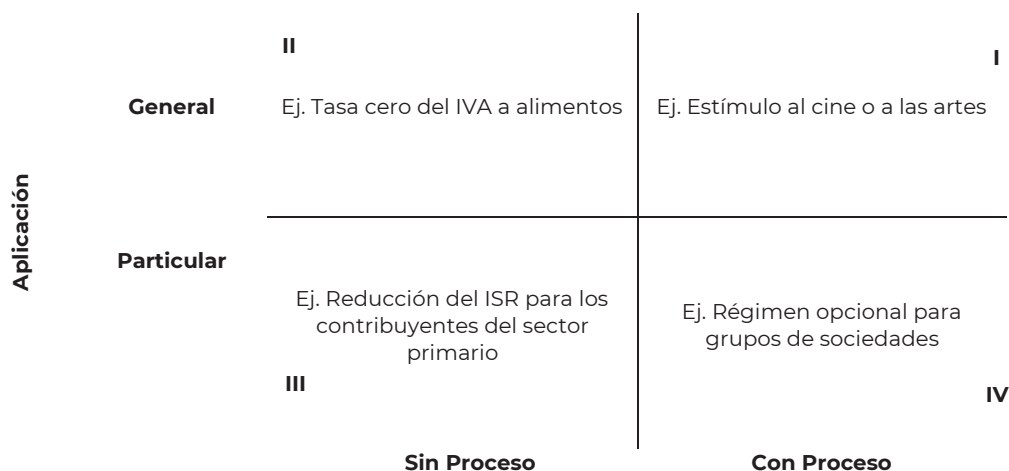 II
I
General
Ej. Tasa cero del IVA a alimentos
Ej. Estímulo al cine o a las artes
Aplicación
Particular
Ej. Reducción del ISR para los
contribuyentes del sector
primario
Ej. Régimen opcional para
grupos de sociedades
III
IV
Sin Proceso
Con Proceso